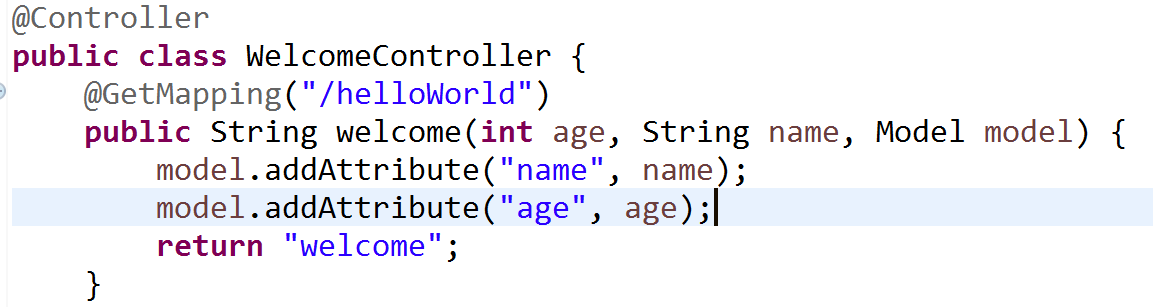 @Controller
public class WelcomeController {
@GetMapping("/helloWorld")
public String welcome(int age, String name, Model model) {
model.addAttribute("name", name);
model.addAttribute("age", age);
return "welcome";
}